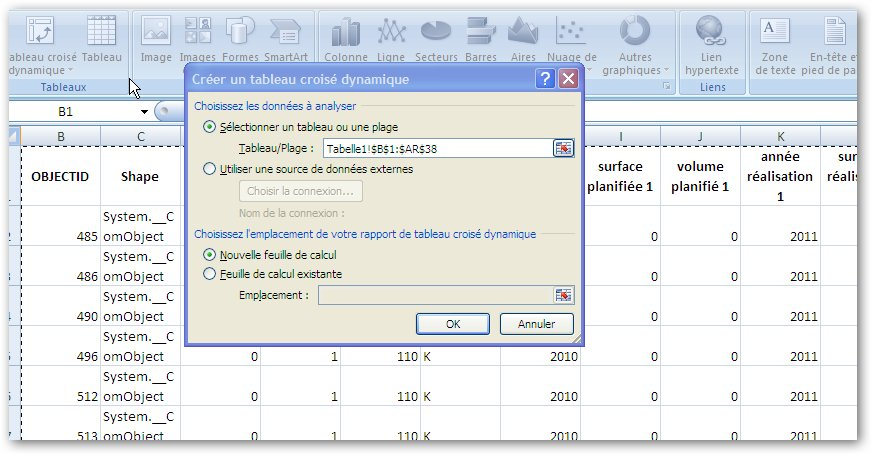 ableau croisé dynamique
Tableau
Image
Images
Formes
SmartArt
Colonne
Ligne
Secteurs
Barres
Aires
Nuage de
Autres graphiques
Lien hypertexte
Zone de texte
En-tête e
pied de pa
Tableaux
Liens
B1
Créer un tableau croisé dynamique
Choisissez les données à analyser
Sélectionner un tableau ou une plage
Tableau/Plage : Tabelle1!$B$1:$AR$38
Utiliser une source de données externes
Choisir la connexion...
Nom de la connexion :
Choisissez l'emplacement de votre rapport de tableau croisé dynamique
Nouvelle feuille de calcul
Feuille de calcul existante
Emplacement :
OK Annuler
B C I J K
OBJECTID Shape surface planifiée 1 volume planifié 1 année réalisation 1
485 System.__ComObject 0 0 2011
486 System.__ComObject 0 0 2011
490 System.__ComObject 0 0 2011
496 System.__ComObject 0 1 110 K 2010 0 0 2011
512 System.__ComObject 0 1 110 K 2010 0 0 2011
513 System.__ComObject 0 1 110 K 2010 0 0 2011